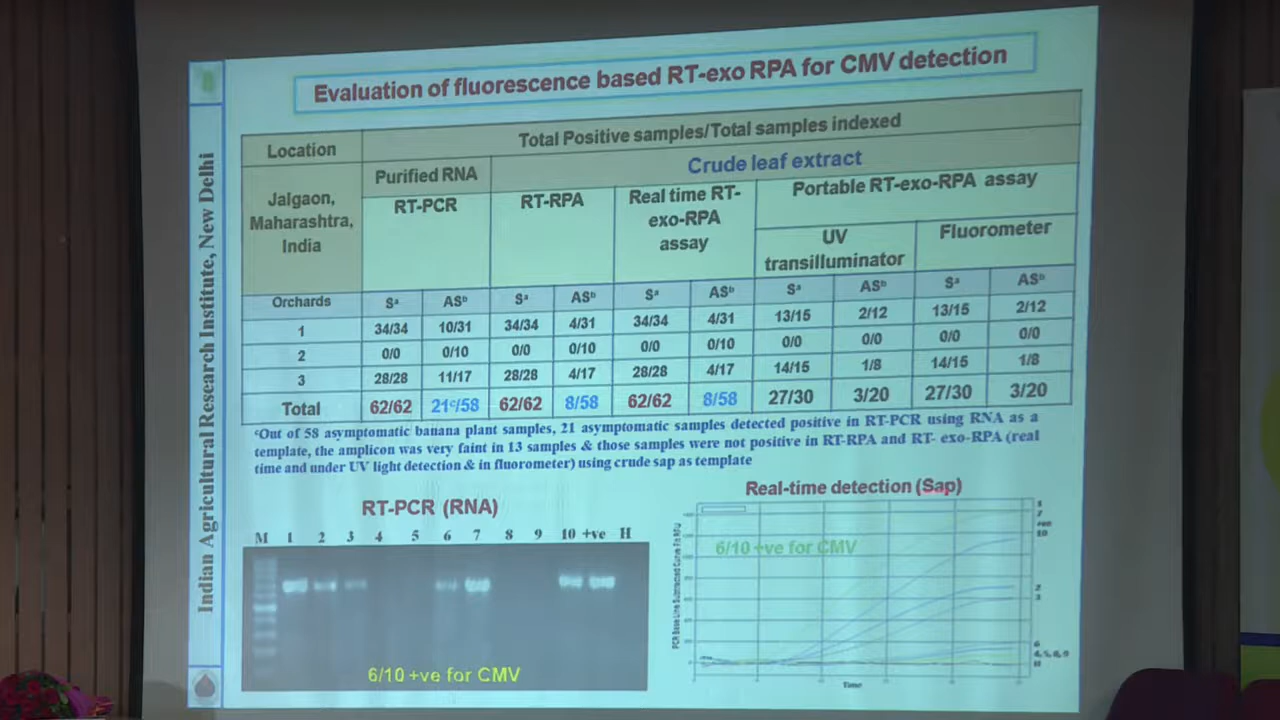 Evaluation of fluorescence based RT-exo RPA for CMV detection
Indian Agricultural Research Institute, New Delhi
Location
Total Positive samples/Total samples indexed
Jalgaon,
Maharashtra,
India
Purified RNA
Crude leaf extract
RT-PCR
RT-RPA
Real time RT-
exo-RPA
assay
Portable RT-exo-RPA assay
UV
transilluminator
Fluorometer
Orchards Sᵃ ASᵇ Sᵃ ASᵇ Sᵃ ASᵇ Sᵃ ASᵇ Sᵃ ASᵇ
1 34/34 10/31 34/34 4/31 34/34 4/31 13/15 2/12 13/15 2/12
2 0/0 0/10 0/0 0/10 0/0 0/10 0/0 0/0 0/0 0/0
3 28/28 11/17 28/28 4/17 28/28 4/17 14/15 1/8 14/15 1/8
Total 62/62 21ᶜ/58 62/62 8/58 62/62 8/58 27/30 3/20 27/30 3/20
ᶜOut of 58 asymptomatic banana plant samples, 21 asymptomatic samples detected positive in RT-PCR using RNA as a
template, the amplicon was very faint in 13 samples & those samples were not positive in RT-RPA and RT- exo-RPA (real
time and under UV light detection & in fluorometer) using crude sap as template
RT-PCR (RNA)
M 1 2 3 4 5 6 7 8 9 10 +ve H
6/10 +ve for CMV
Real-time detection (Sap)
6/10 +ve for CMV
7
10
2
3
6
H
Time